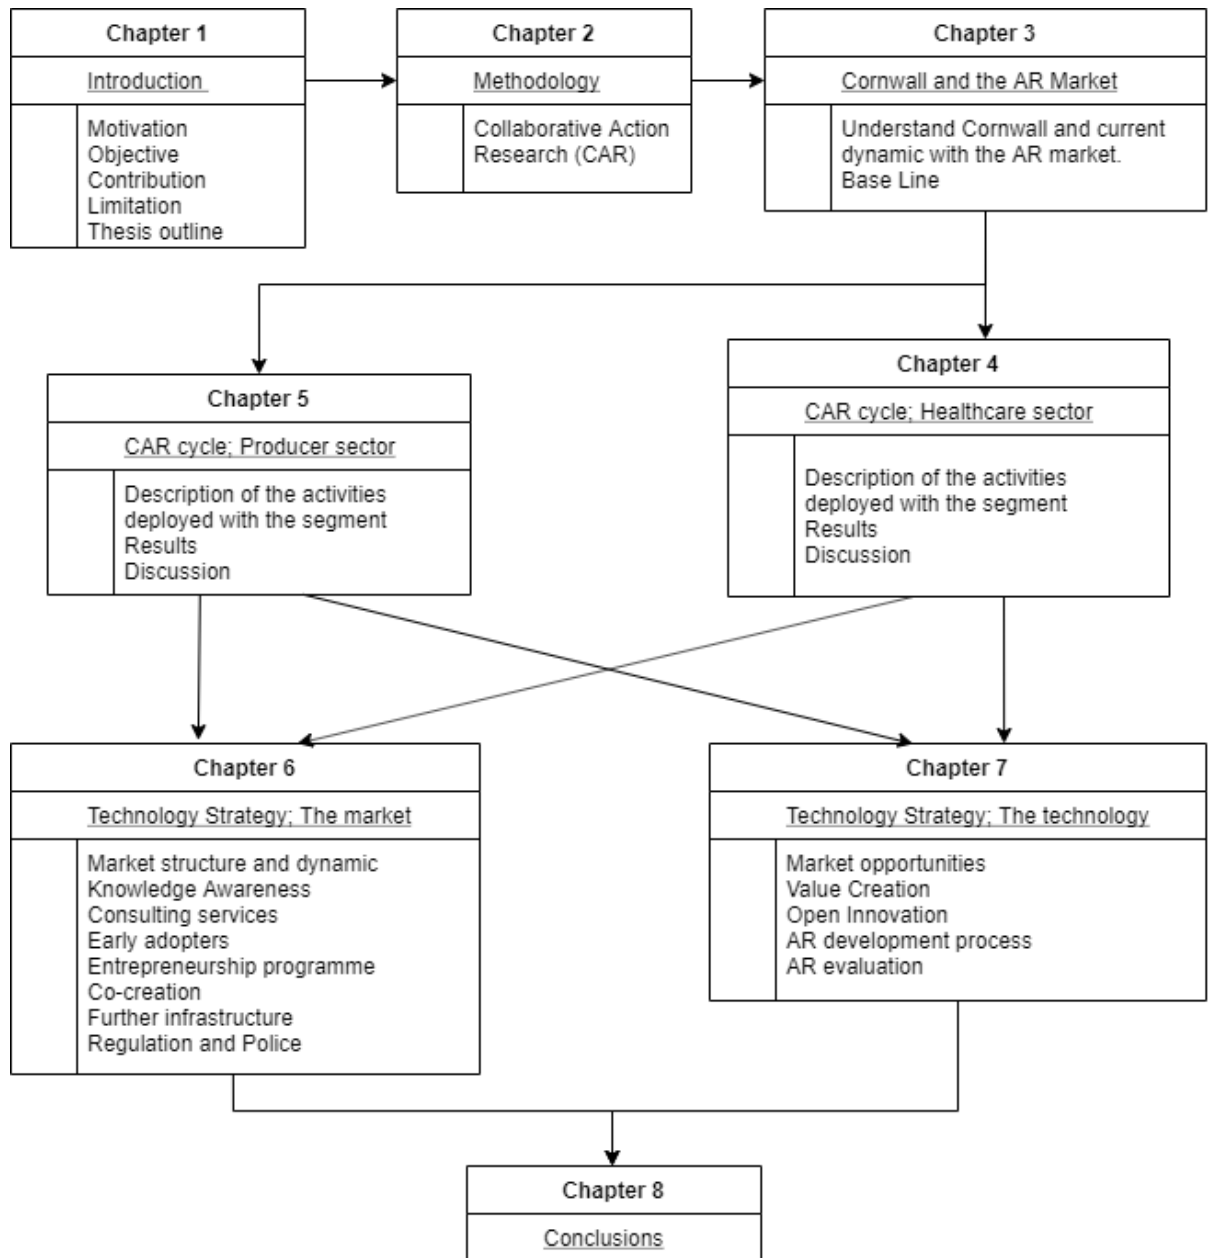 Chapter 1
Introduction
Motivation
Objective
Contribution
Limitation
Thesis outline
Chapter 2
Methodology
Collaborative Action
Research (CAR)
Chapter 3
Cornwall and the AR Market
Understand Cornwall and current
dynamic with the AR market.
Base Line
Chapter 4
CAR cycle; Healthcare sector
Description of the activities
deployed with the segment
Results
Discussion
Chapter 5
CAR cycle; Producer sector
Description of the activities
deployed with the segment
Results
Discussion
Chapter 6
Technology Strategy; The market
Market structure and dynamic
Knowledge Awareness
Consulting services
Early adopters
Entrepreneurship programme
Co-creation
Further infrastructure
Regulation and Police
Chapter 7
Technology Strategy; The technology
Market opportunities
Value Creation
Open Innovation
AR development process
AR evaluation
Chapter 8
Conclusions